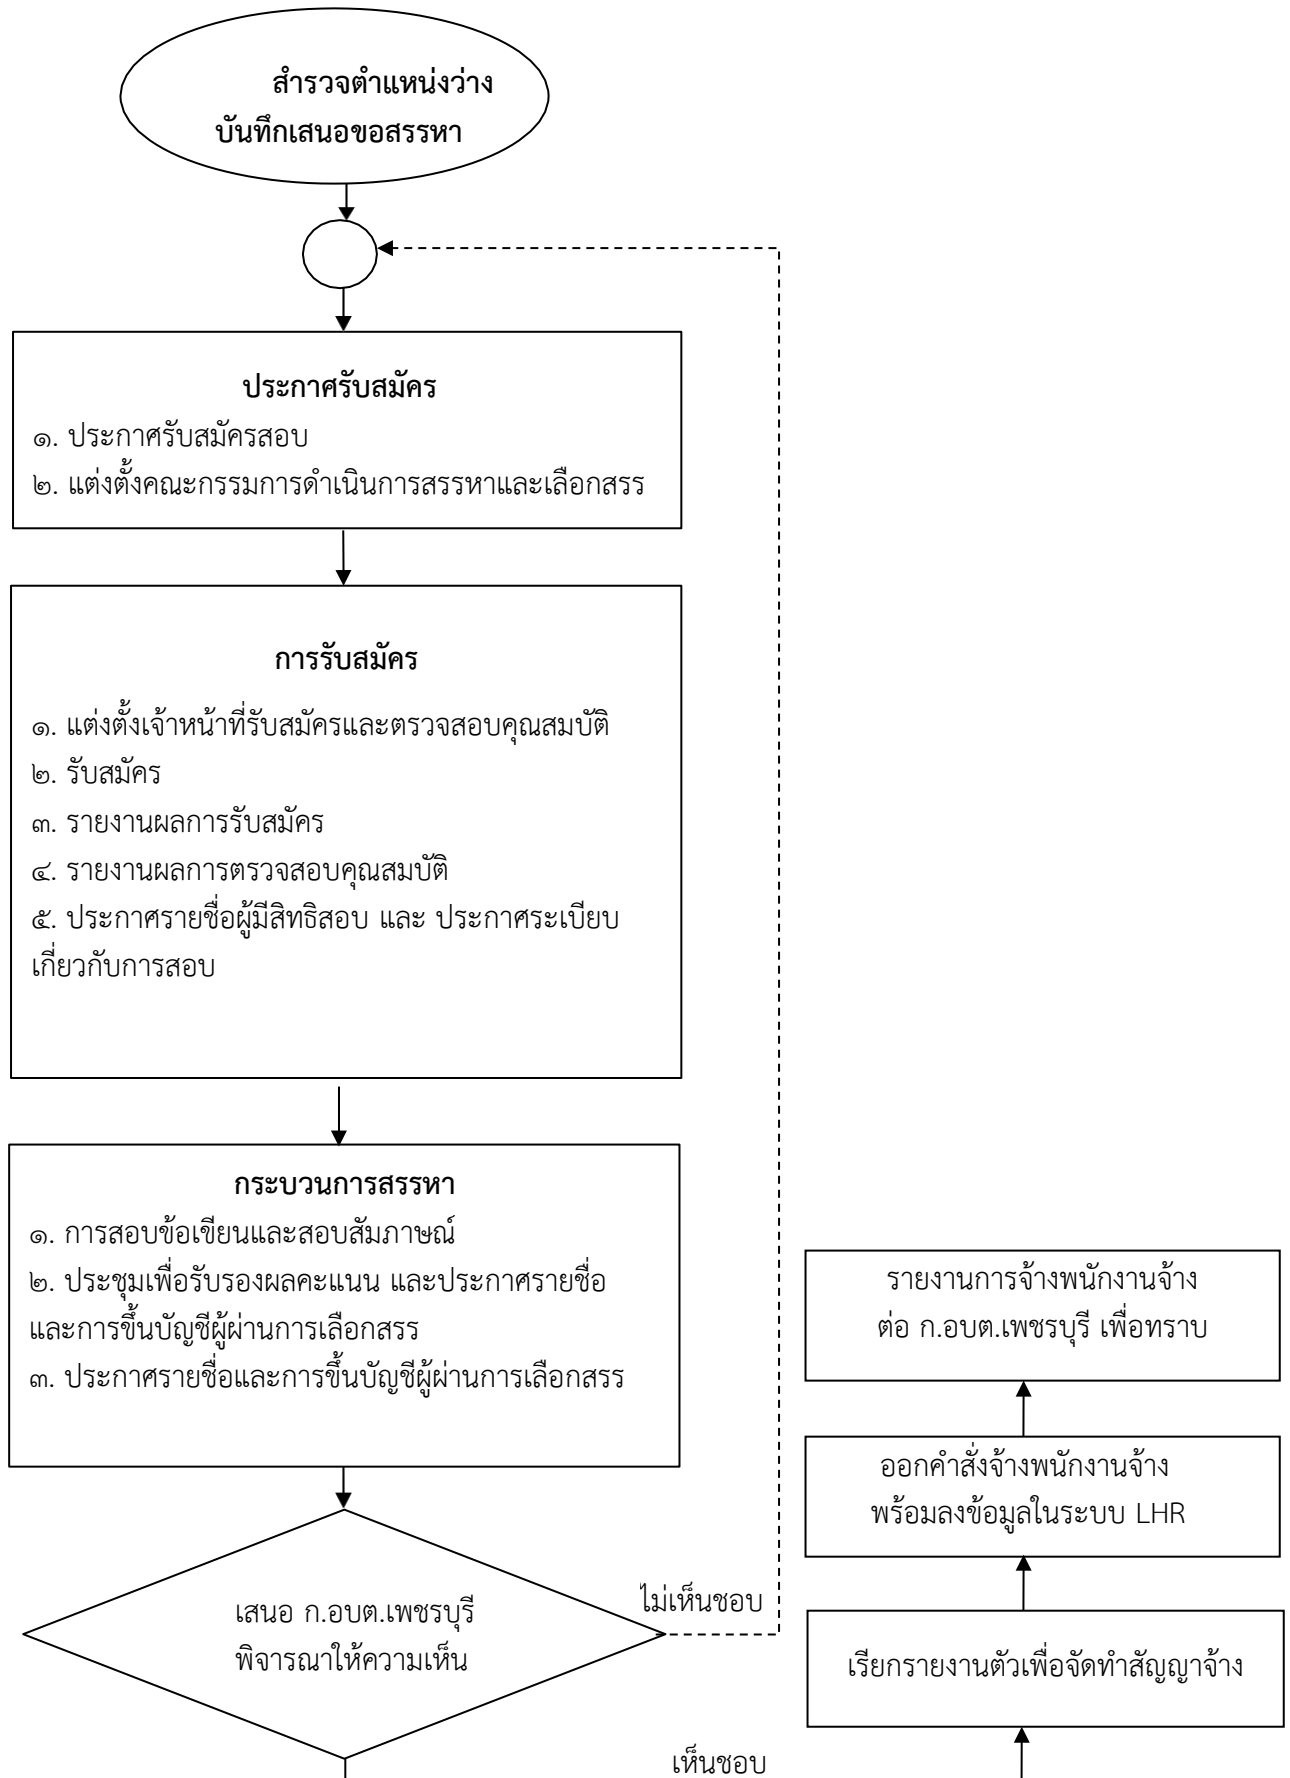 สำรวจตำแหน่งว่าง
บันทึกเสนอขอสรรหา
ประกาศรับสมัคร
๑. ประกาศรับสมัครสอบ
๒. แต่งตั้งคณะกรรมการดำเนินการสรรหาและเลือกสรร
การรับสมัคร
๑. แต่งตั้งเจ้าหน้าที่รับสมัครและตรวจสอบคุณสมบัติ
๒. รับสมัคร
๓. รายงานผลการรับสมัคร
๔. รายงานผลการตรวจสอบคุณสมบัติ
๕. ประกาศรายชื่อผู้มีสิทธิสอบ และ ประกาศระเบียบ
เกี่ยวกับการสอบ
กระบวนการสรรหา
๑. การสอบข้อเขียนและสอบสัมภาษณ์
๒. ประชุมเพื่อรับรองผลคะแนน และประกาศรายชื่อ
และการขึ้นบัญชีผู้ผ่านการเลือกสรร
๓. ประกาศรายชื่อและการขึ้นบัญชีผู้ผ่านการเลือกสรร
เสนอ ก.อบต.เพชรบุรี
พิจารณาให้ความเห็น
ไม่เห็นชอบ
เห็นชอบ
เรียกรายงานตัวเพื่อจัดทำสัญญาจ้าง
ออกคำสั่งจ้างพนักงานจ้าง
พร้อมลงข้อมูลในระบบ LHR
รายงานการจ้างพนักงานจ้าง
ต่อ ก.อบต.เพชรบุรี เพื่อทราบ